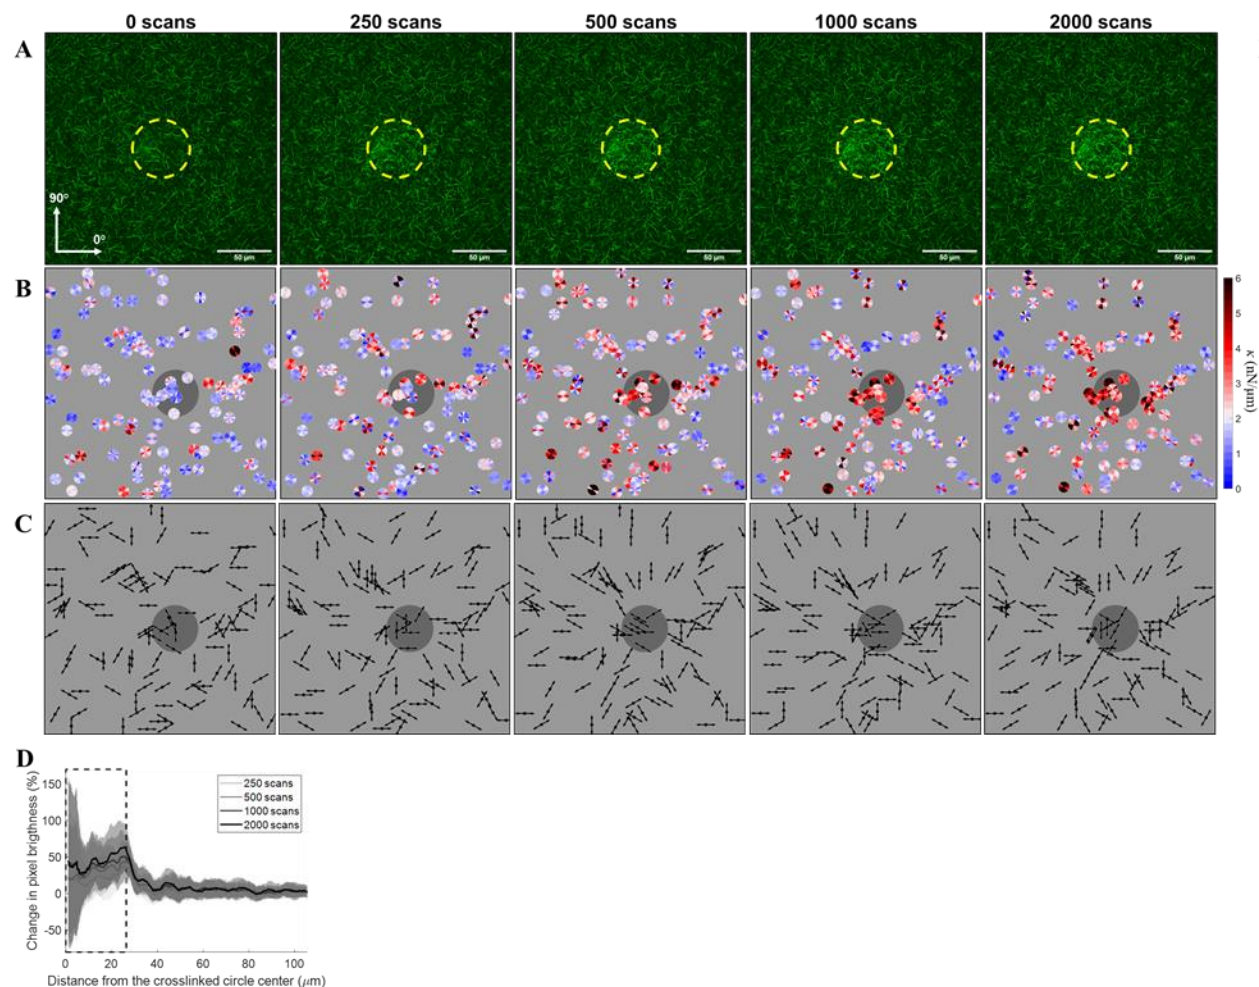 0 scans 250 scans 500 scans 1000 scans 2000 scans
A
90°
0°
50 μm 50 μm 50 μm 50 μm 50 μm
B
6
5
4
3
2
1
0
κ (nN/μm)
C
D
Change in pixel brigthness (%)
150
100
50
0
-50
250 scans
500 scans
1000 scans
2000 scans
0 20 40 60 80 100
Distance from the crosslinked circle center (μm)